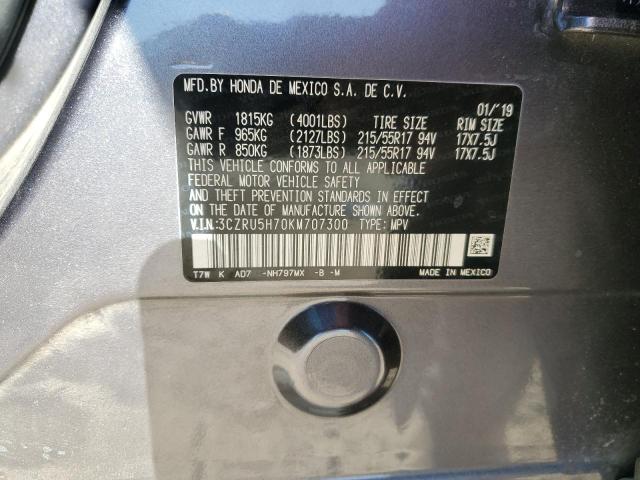 MFD.BY HONDA DE MEXICO S.A. DE C.V.
01/'19
GVWR 1815KG (4001LBS) TIRE SIZE RIM SIZE
GAWR F 965KG (2127LBS) 215/55R17 94V 17X7.5J
GAWR R 850KG (1873LBS) 215/55R17 94V 17X7.5J
THIS VEHICLE CONFORMS TO ALL APPLICABLE
FEDERAL MOTOR VEHICLE SAFETY
AND THEFT PREVENTION STANDARDS IN EFFECT
ON THE DATE OF MANUFACTURE SHOWN ABOVE.
V.I.N:3CZRU5H70KM707300 TYPE: MPV
T7W K AD7 -NH797MX -B -M MADE IN MEXICO